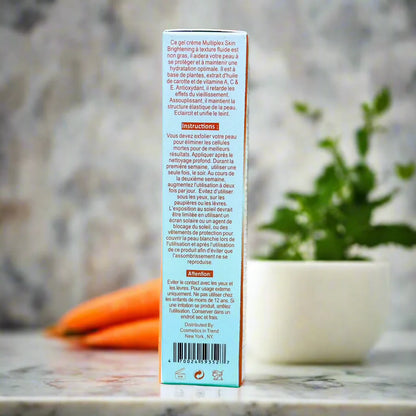 Ce gel crème Multiplex Skin
Brightening à texture fluide est
non gras, il aidera votre peau à
se protéger et à maintenir une
hydratation optimale. Il est à
base de plantes, extrait d'huile
de carotte et de vitamine A, C &
E. Antioxydant, il retarde les
effets du vieillissement.
Assouplissant, il maintient la
structure élastique de la peau.
Eclaircit et unifie le teint.
Instructions :
Vous devez exfolier votre peau
pour éliminer les cellules
mortes pour de meilleurs
résultats. Appliquer après le
nettoyage profond. Durant la
première semaine, utiliser
une seule fois, le soir. Au cours de
la deuxième semaine,
augmentez l'utilisation à deux
fois par jour. Evitez d'utiliser
sous les yeux, sur les
paupières ou les lèvres.
L'exposition au soleil devrait
être limitée en utilisant un
écran solaire ou un agent de
blocage du soleil, ou des
vêtements de protection pour
couvrir la peau blanche lors de
l'utilisation et après l'utilisation
de ce produit afin d'éviter que
l'assombrissement ne se
reproduise.
Attention:
Eviter le contact avec les yeux et
les lèvres. Pour usage externe
uniquement. Ne pas utiliser chez
les enfants de moins de 12 ans. Si
une irritation se produit, arrêtez
l'utilisation. Conservez dans un
endroit sec et frais.
Distributed By
Cosmetics in Trend
New York, NY.